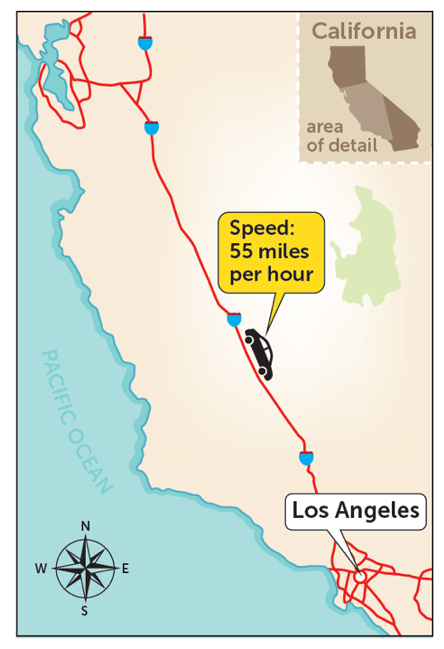 California
area
of detail
Speed:
55 miles
per hour
PACIFIC OCEAN
Los Angeles
N
W E
S